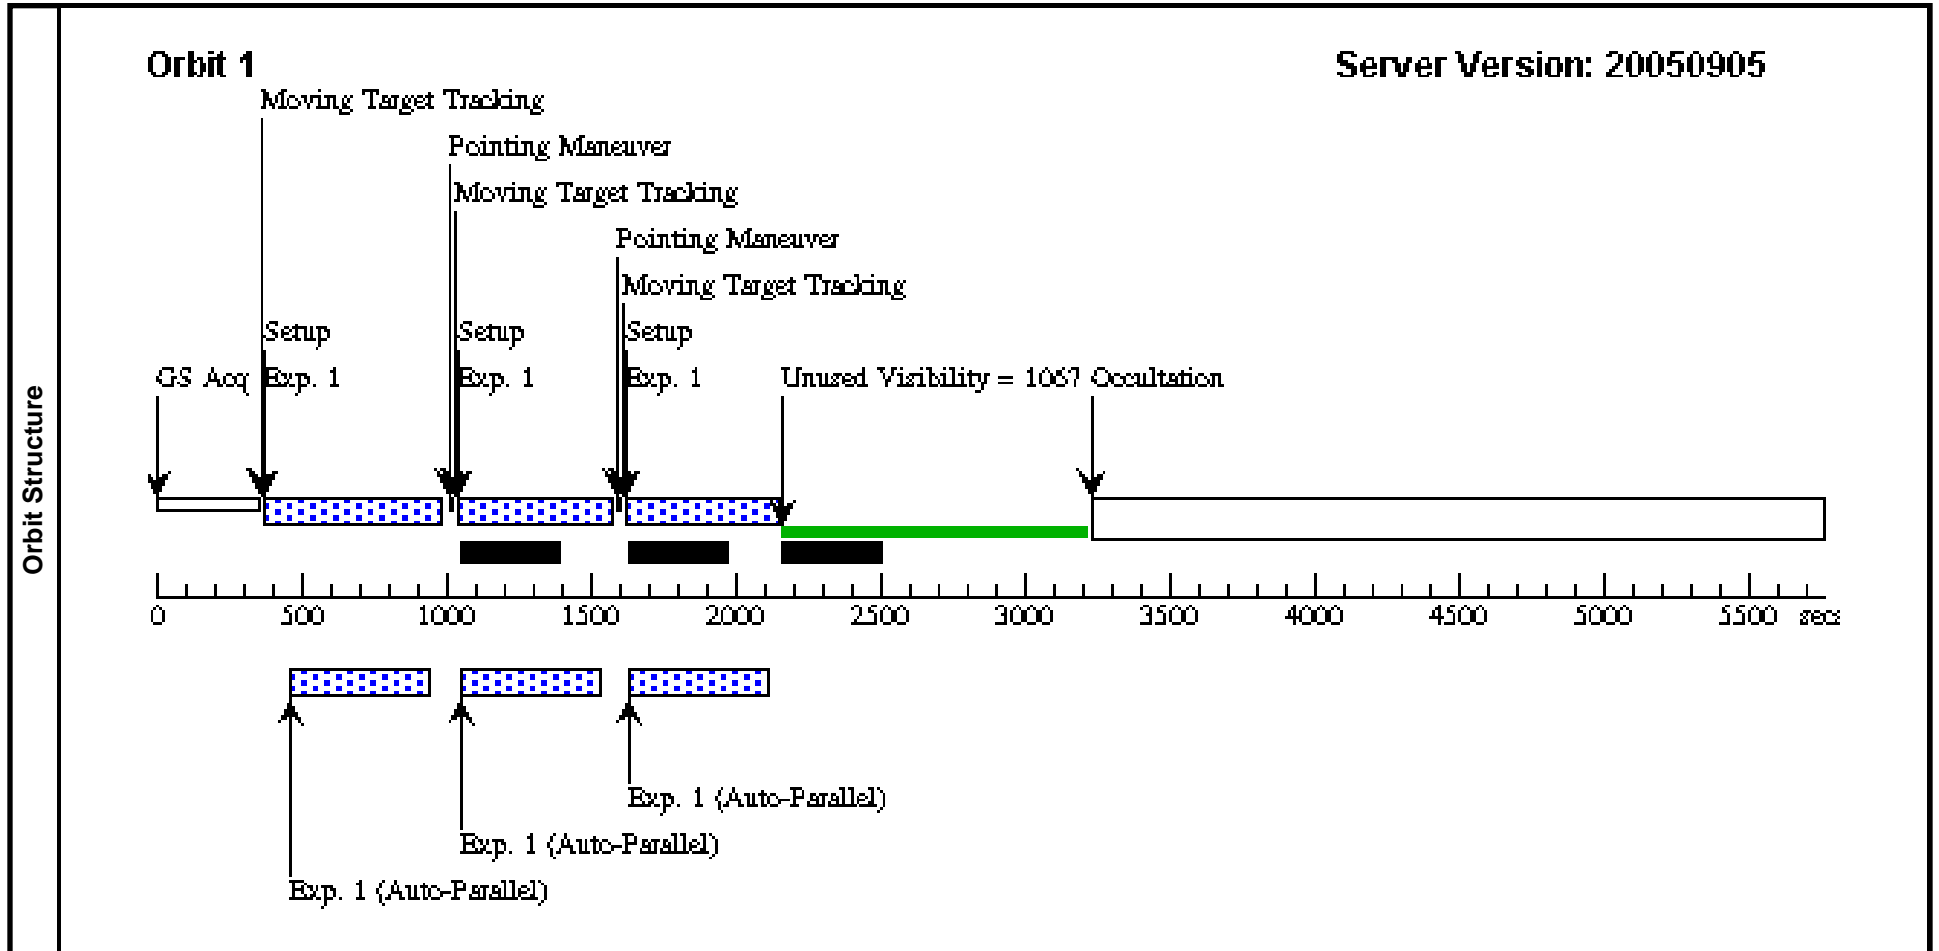 Orbit 1
Server Version: 20050905
Moving Target Tracking
Pointing Maneuver
Moving Target Tracking
Pointing Maneuver
Moving Target Tracking
Setup Setup Setup
GS Acq Exp. 1 Exp. 1 Exp. 1 Unused Visibility = 1067 Occultation
0 500 1000 1500 2000 2500 3000 3500 4000 4500 5000 5500 secs
Exp. 1 (Auto-Parallel)
Exp. 1 (Auto-Parallel)
Exp. 1 (Auto-Parallel)
Orbit Structure